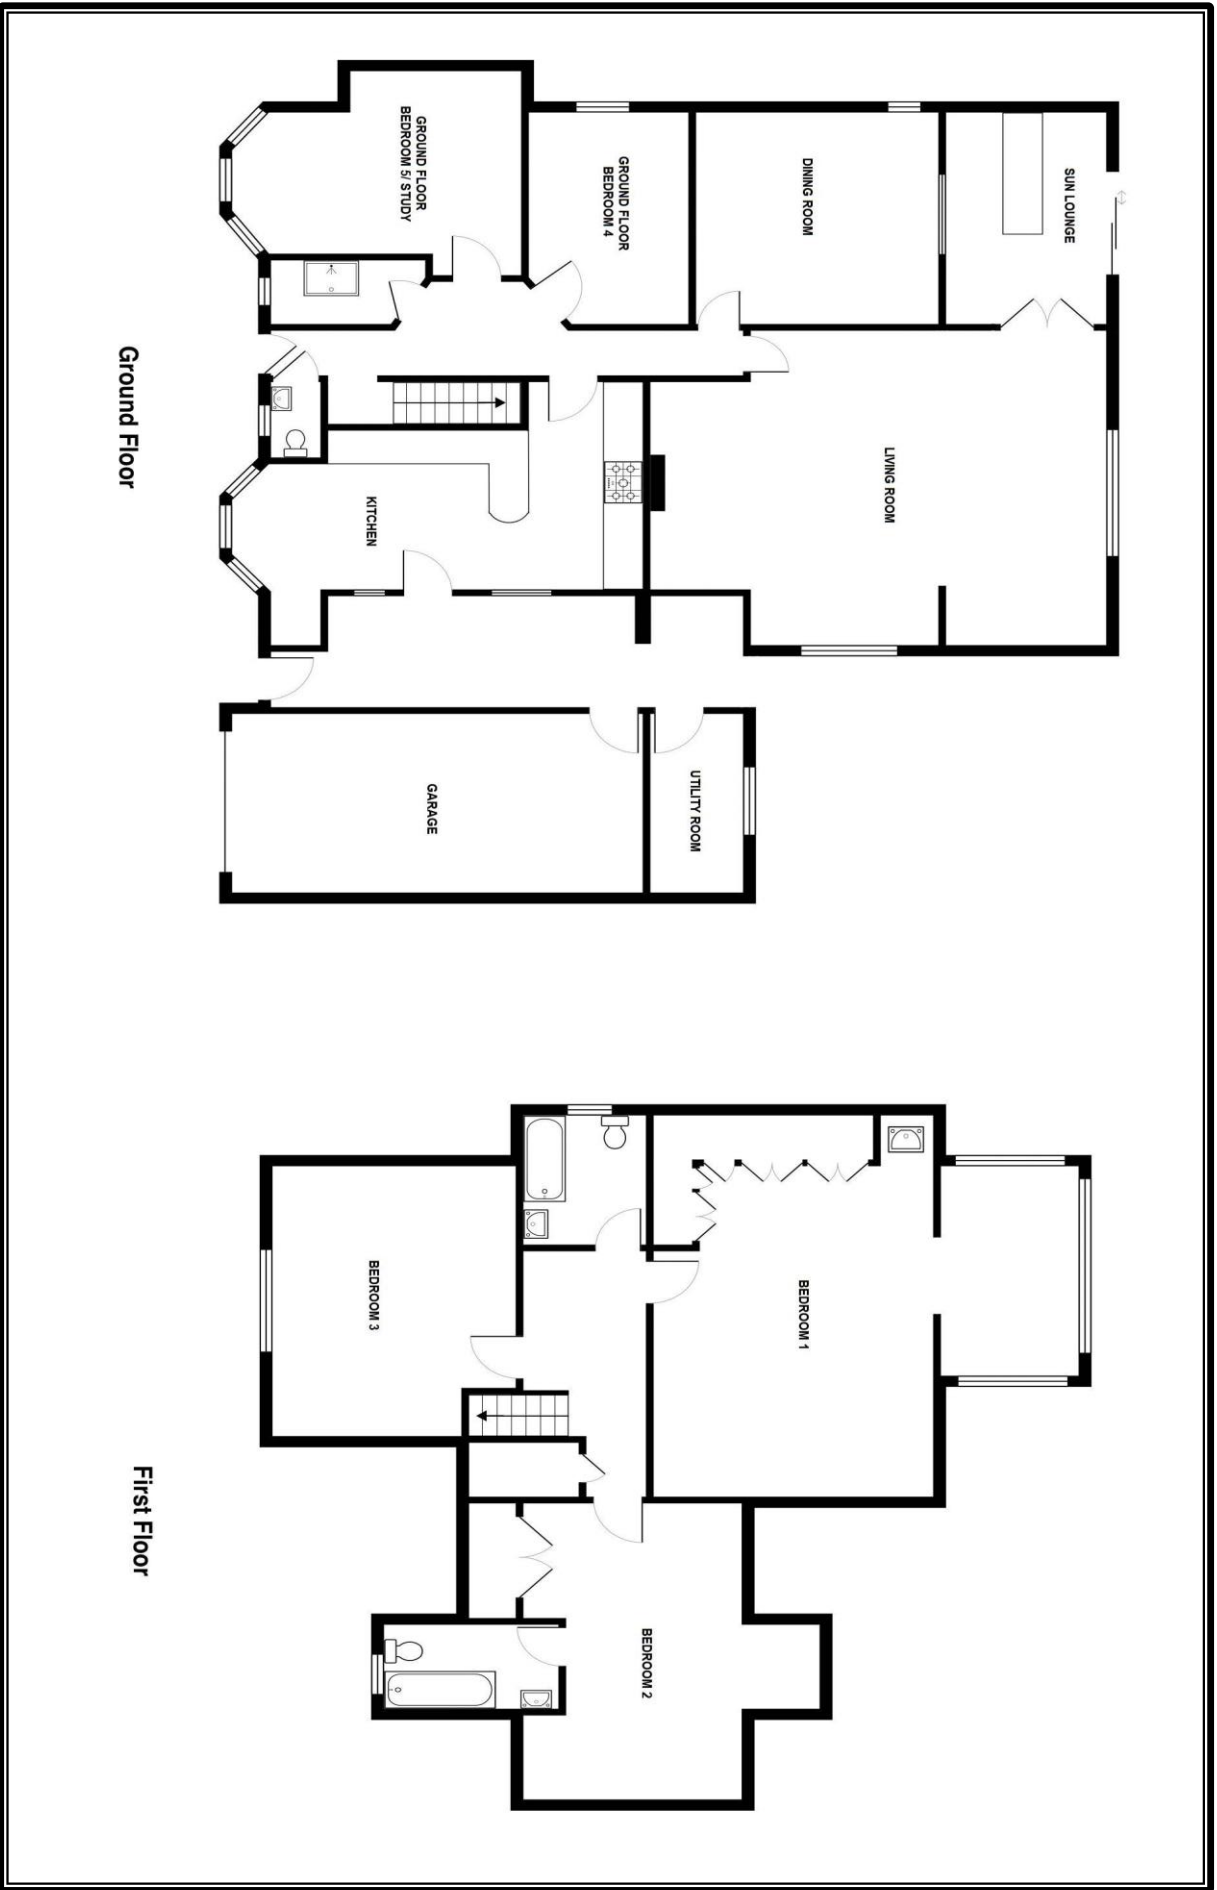 SUN LOUNGE
DINING ROOM
GROUND FLOOR
BEDROOM 4
GROUND FLOOR
BEDROOM 5/ STUDY
LIVING ROOM
KITCHEN
UTILITY ROOM
GARAGE
Ground Floor
BEDROOM 1
BEDROOM 3
BEDROOM 2
First Floor